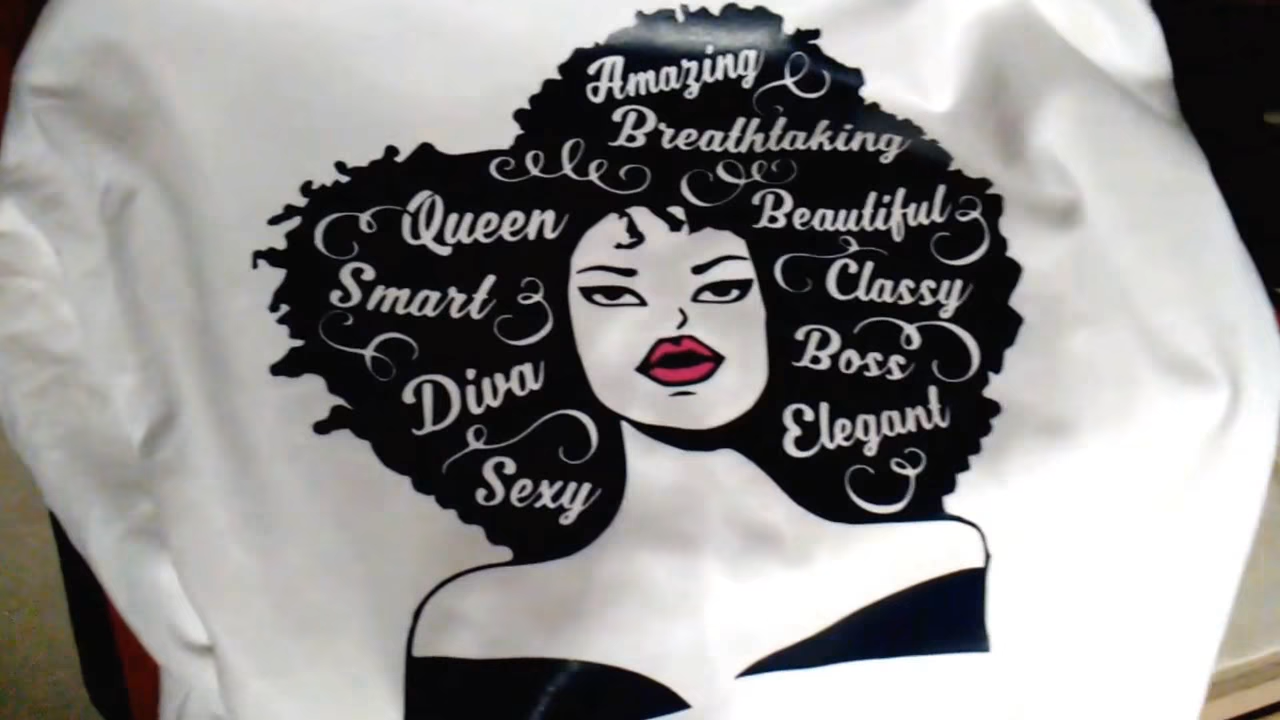 Amazing
Breathtaking
Queen
Beautiful
Smart
Classy
Diva
Boss
Elegant
Sexy